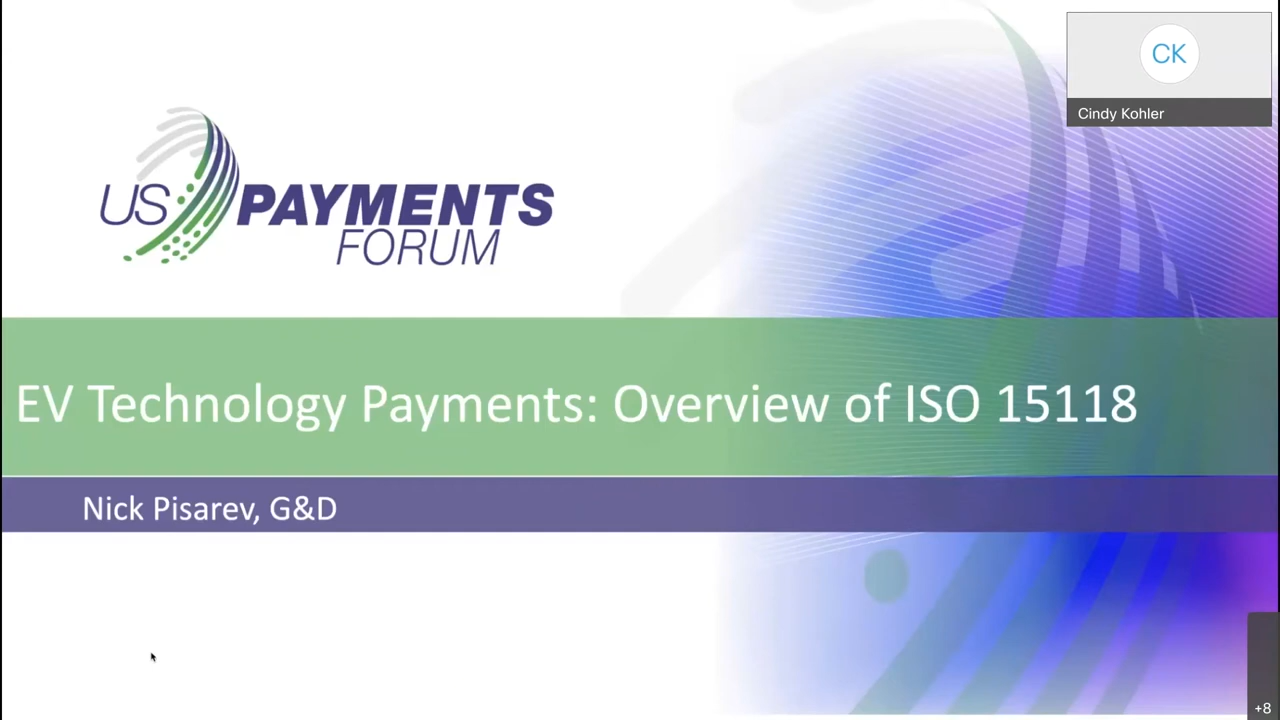 CK
Cindy Kohler
US PAYMENTS
FORUM
EV Technology Payments: Overview of ISO 15118
Nick Pisarev, G&D
+8